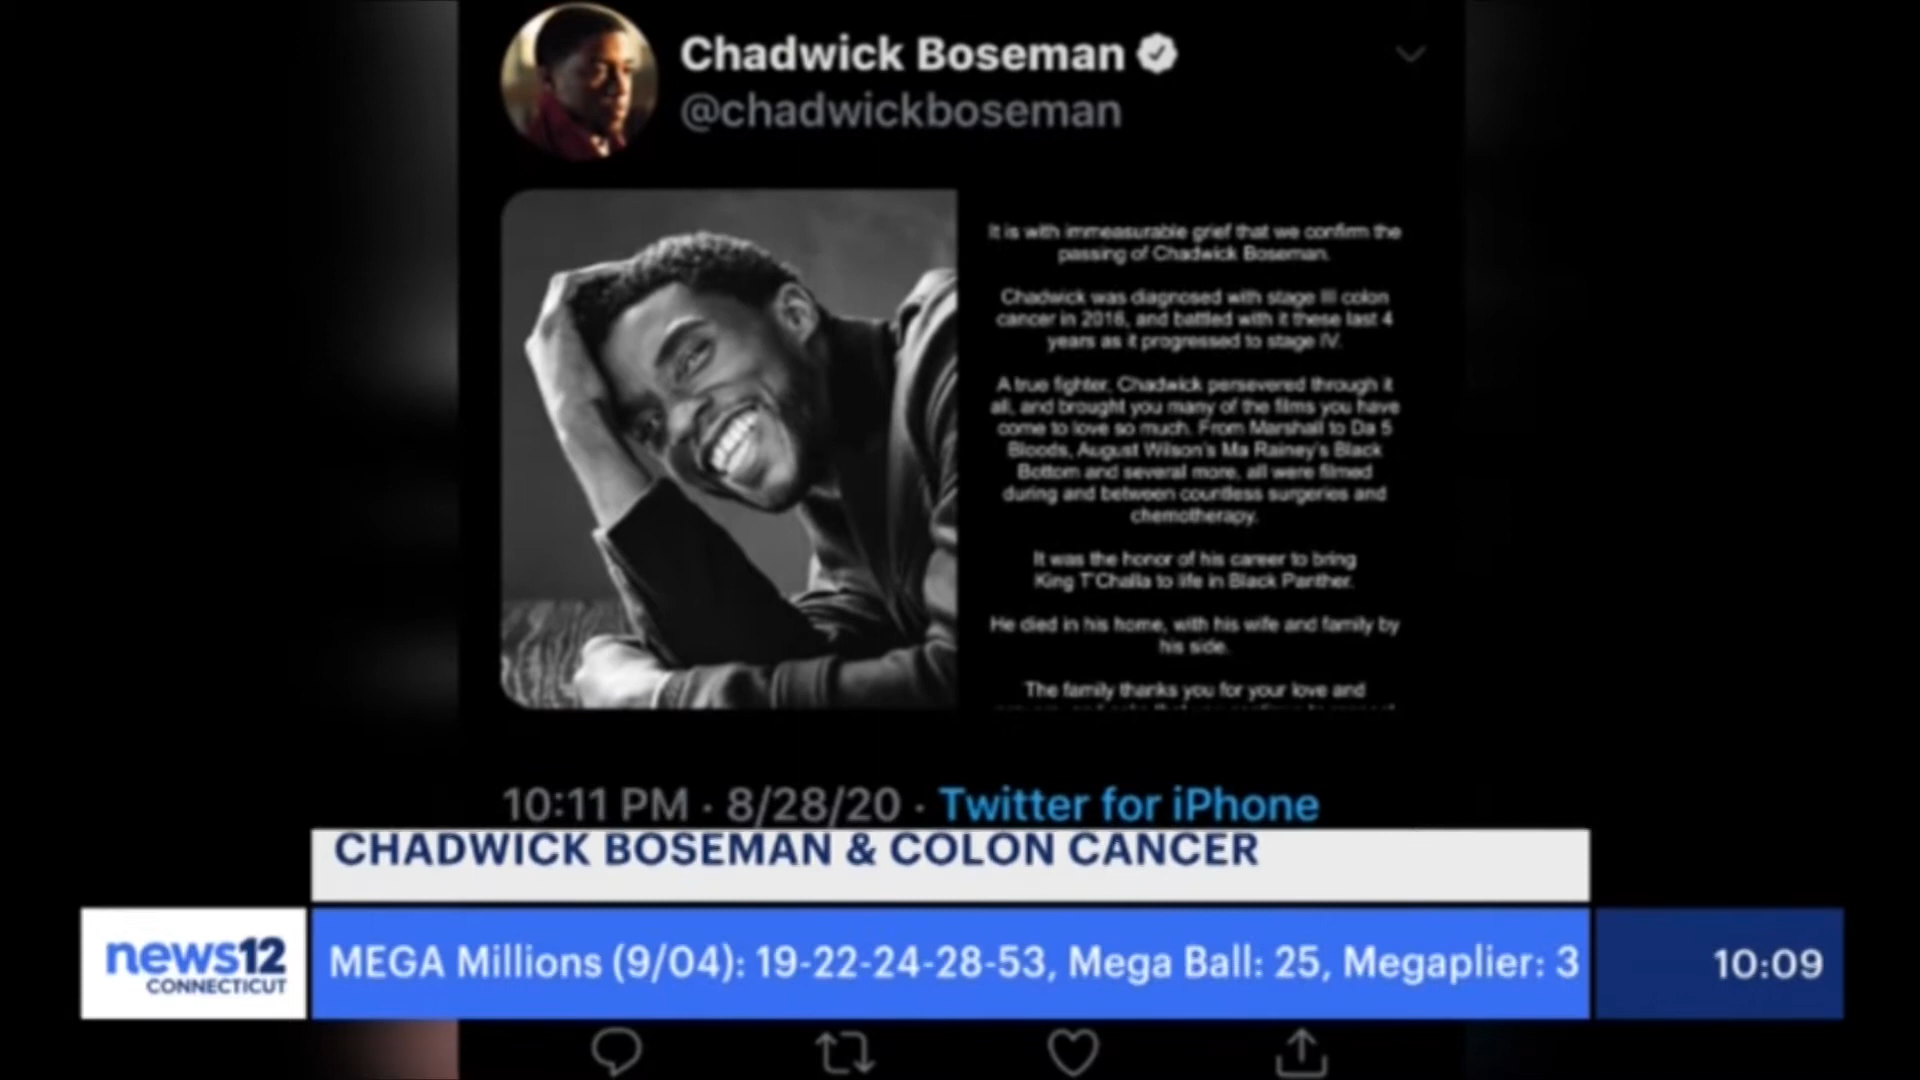 Chadwick Boseman
@chadwickboseman
It is with immeasurable grief that we confirm the
passing of Chadwick Boseman.
Chadwick was diagnosed with stage III colon
cancer in 2016, and battled with it these last 4
years as it progressed to stage IV.
A true fighter, Chadwick persevered through it
all, and brought you many of the films you have
come to love so much. From Marshall to Da 5
Bloods, August Wilson's Ma Rainey's Black
Bottom and several more, all were filmed
during and between countless surgeries and
chemotherapy.
It was the honor of his career to bring
King T'Challa to life in Black Panther.
He died in his home, with his wife and family by
his side.
The family thanks you for your love and
10:11 PM · 8/28/20 · Twitter for iPhone
CHADWICK BOSEMAN & COLON CANCER
news12
CONNECTICUT
MEGA Millions (9/04): 19-22-24-28-53, Mega Ball: 25, Megaplier: 3
10:09